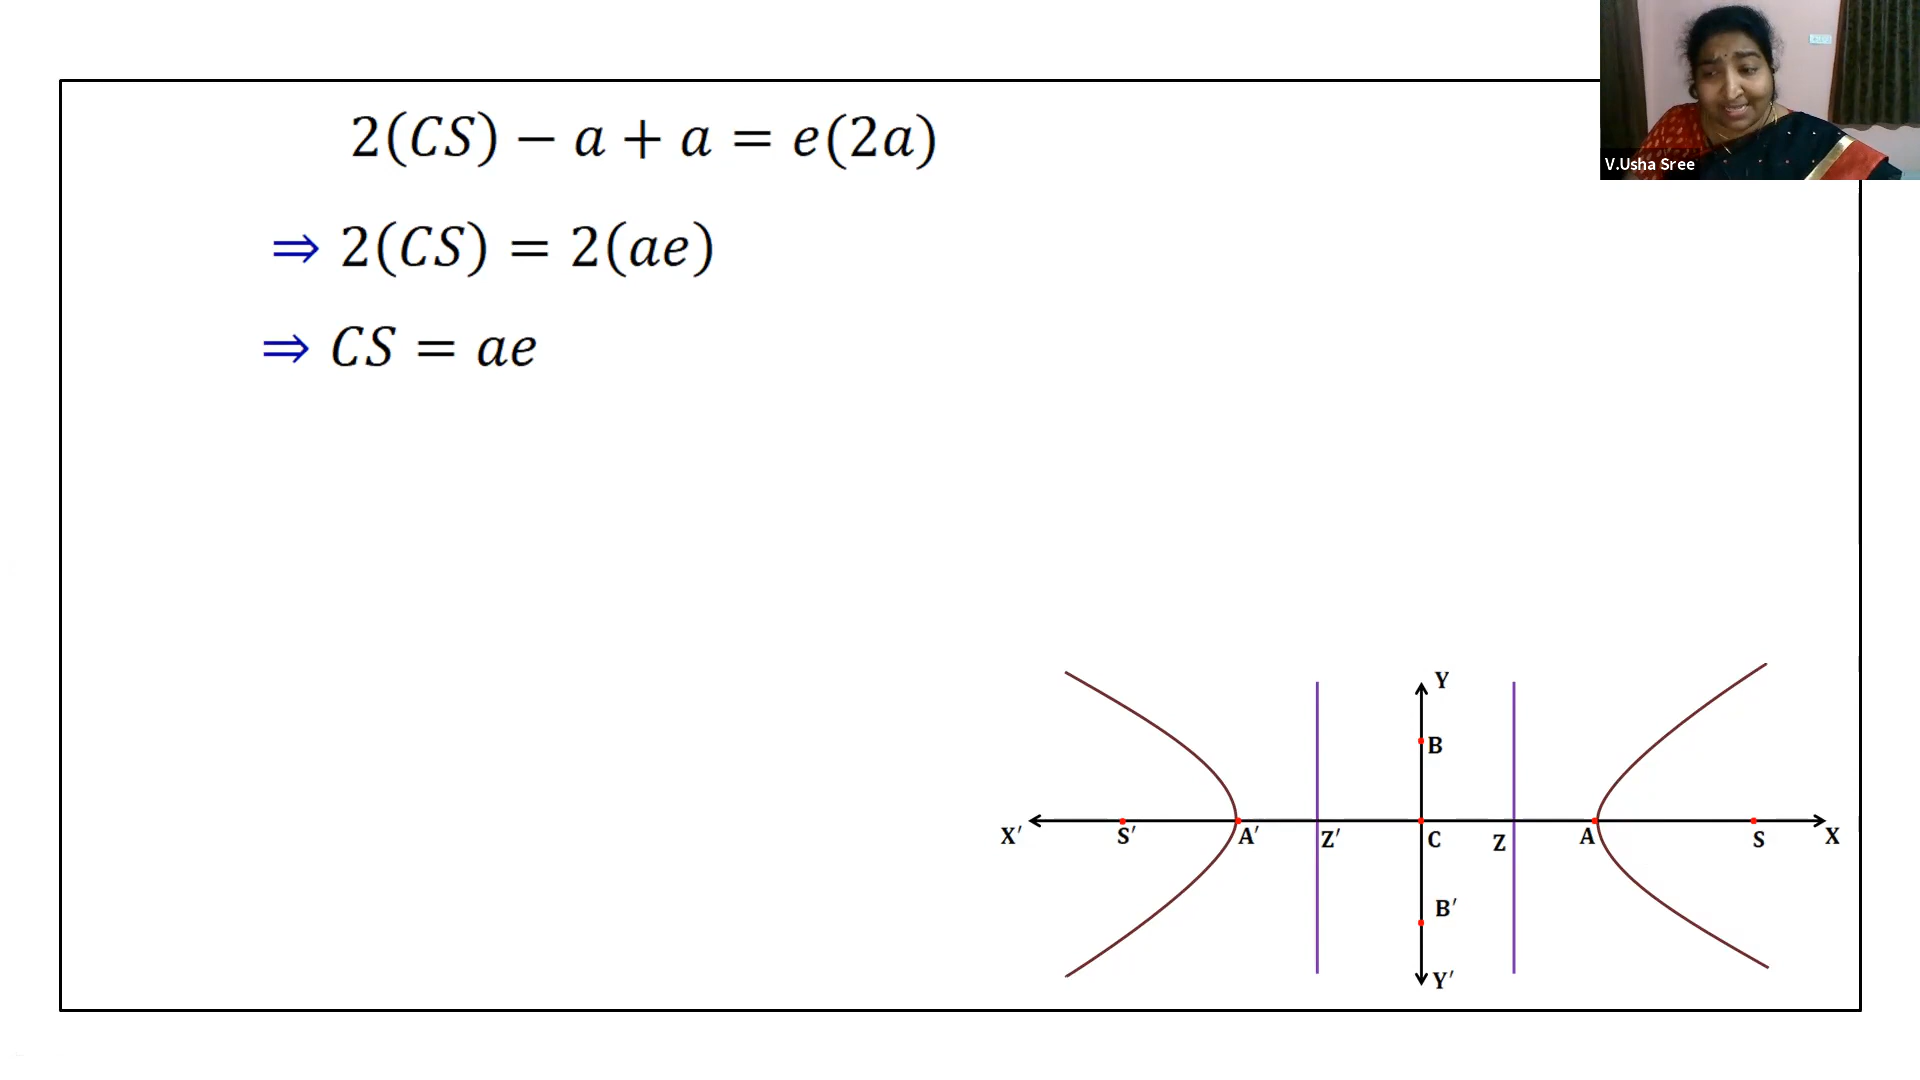 2(CS) − a + a = e(2a)
⇒ 2(CS) = 2(ae)
⇒ CS = ae
V.Usha Sree
Y
B
X′ S′ A′ Z′ C Z A S X
B′
Y′